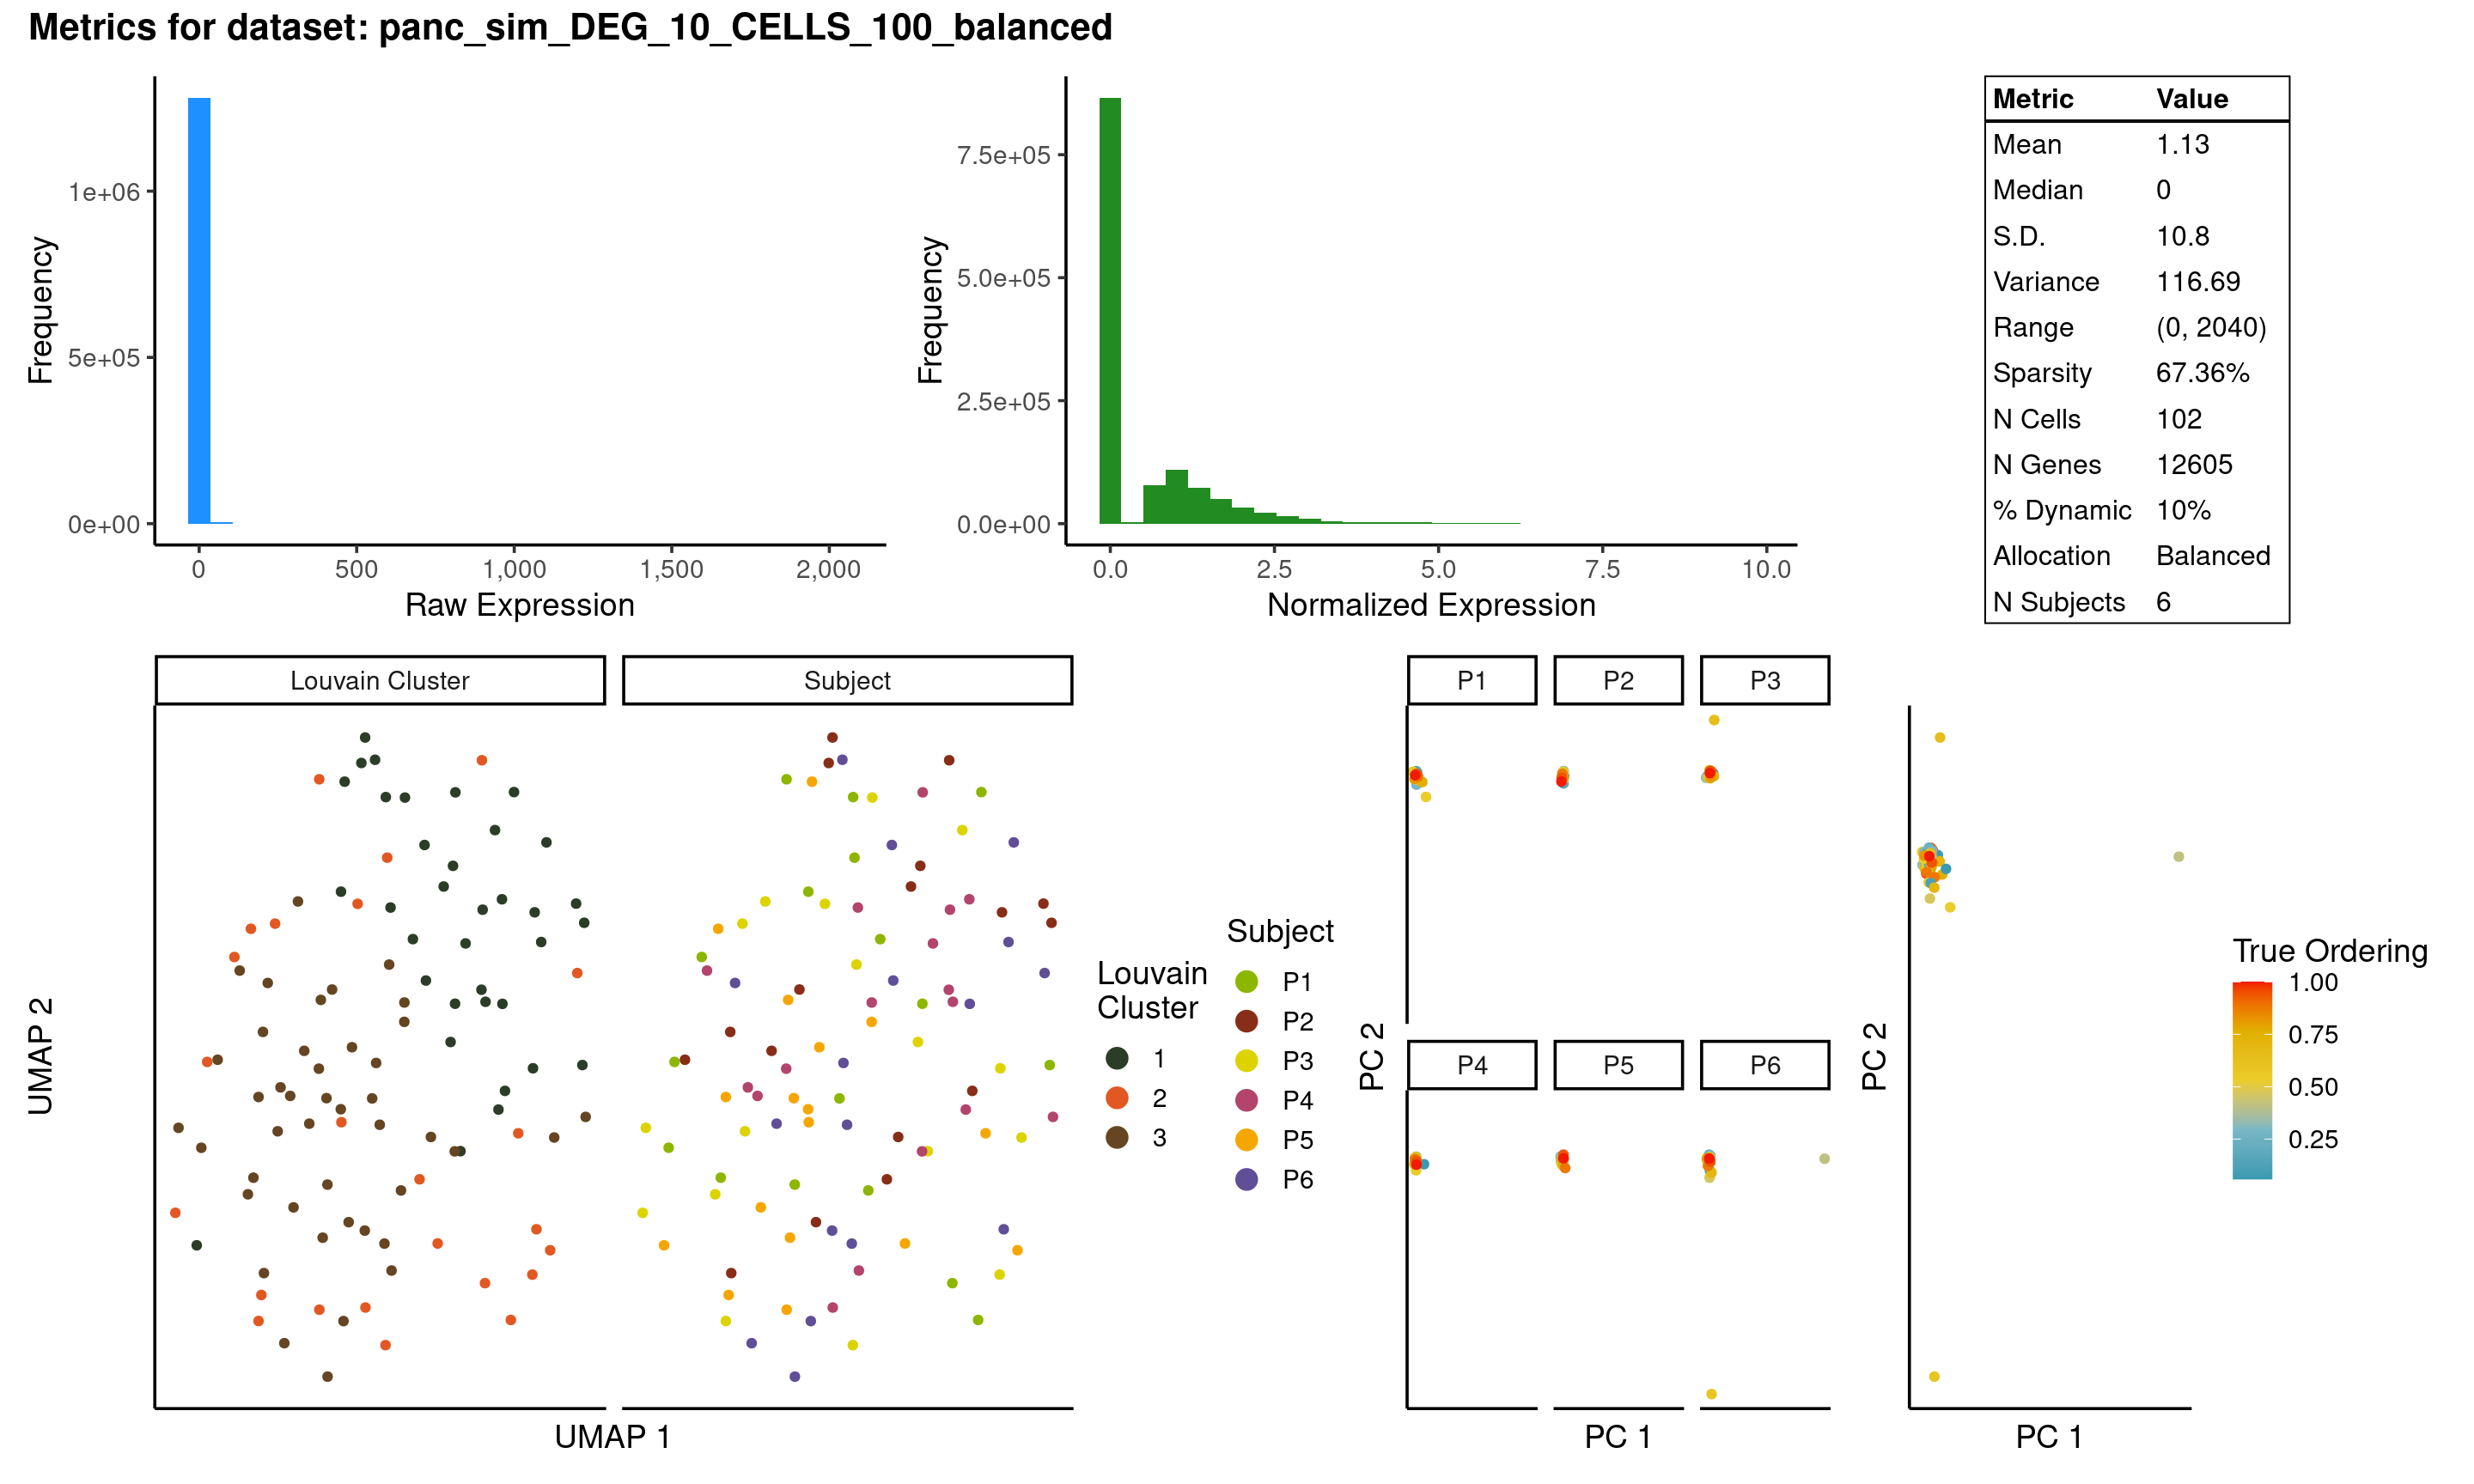 Metrics for dataset: panc_sim_DEG_10_CELLS_100_balanced
Frequency
1e+06
5e+05
0e+00
0
500
1,000
1,500
2,000
Raw Expression
Frequency
7.5e+05
5.0e+05
2.5e+05
0.0e+00
0.0
2.5
5.0
7.5
10.0
Normalized Expression
Metric Value
Mean 1.13
Median 0
S.D. 10.8
Variance 116.69
Range (0, 2040)
Sparsity 67.36%
N Cells 102
N Genes 12605
% Dynamic 10%
Allocation Balanced
N Subjects 6
Louvain Cluster
Subject
UMAP 2
UMAP 1
Louvain
Cluster
1
2
3
Subject
P1
P2
P3
P4
P5
P6
P1
P2
P3
P4
P5
P6
PC 2
PC 1
PC 2
PC 1
True Ordering
1.00
0.75
0.50
0.25